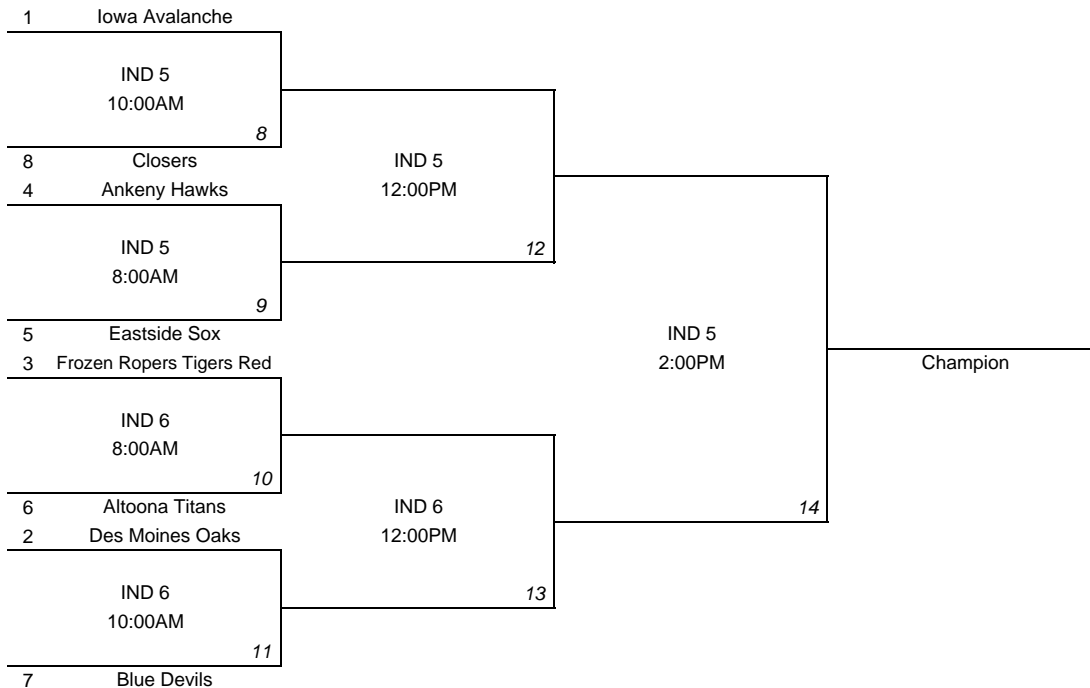 1 Iowa Avalanche
IND 5
10:00AM
8
8 Closers
IND 5
4 Ankeny Hawks
12:00PM
IND 5
12
8:00AM
9
5 Eastside Sox
IND 5
3 Frozen Ropers Tigers Red
2:00PM
Champion
IND 6
8:00AM
10
6 Altoona Titans
IND 6
14
2 Des Moines Oaks
12:00PM
IND 6
13
10:00AM
11
7 Blue Devils